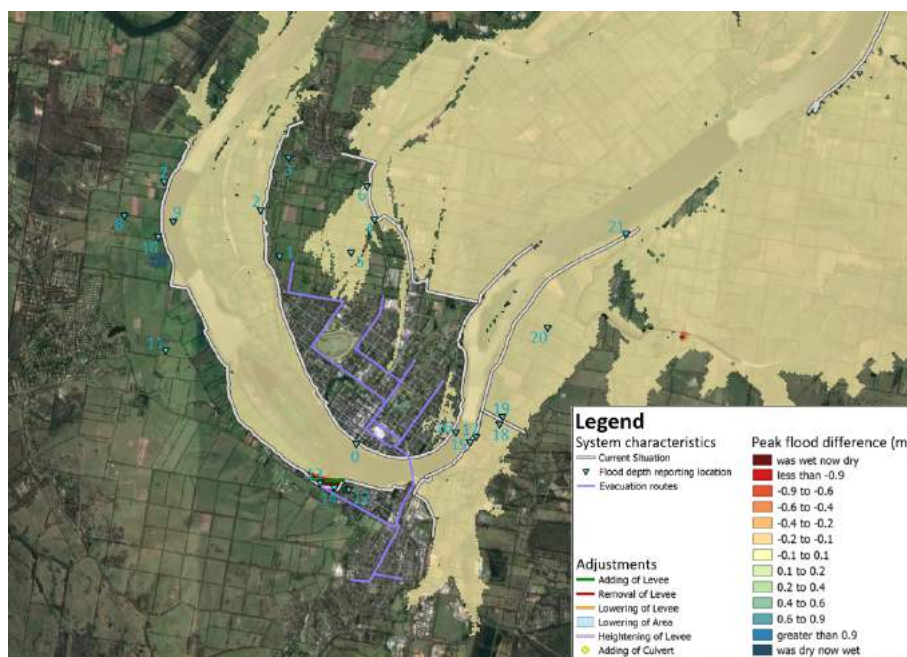 3
7
2
6
9
8
4
10
1
5
21
11
20
19
18
17
16
15
0
12
Legend
System characteristics
Current Situation
Flood depth reporting location
Evacuation routes
Adjustments
Adding of Levee
Removal of Levee
Lowering of Levee
Lowering of Area
Heightening of Levee
Adding of Culvert
Peak flood difference (m
was wet now dry
less than -0.9
-0.9 to -0.6
-0.6 to -0.4
-0.4 to -0.2
-0.2 to -0.1
-0.1 to 0.1
0.1 to 0.2
0.2 to 0.4
0.4 to 0.6
0.6 to 0.9
greater than 0.9
was dry now wet